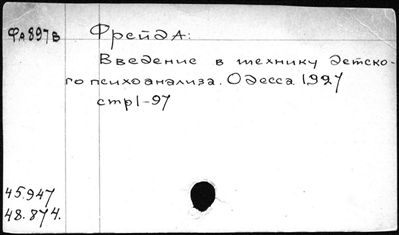 Фа897в Фрейд А:
Введение в технику детско-
го психоанализа. Одесса 1927
стр 1-97
45.947
48.874.